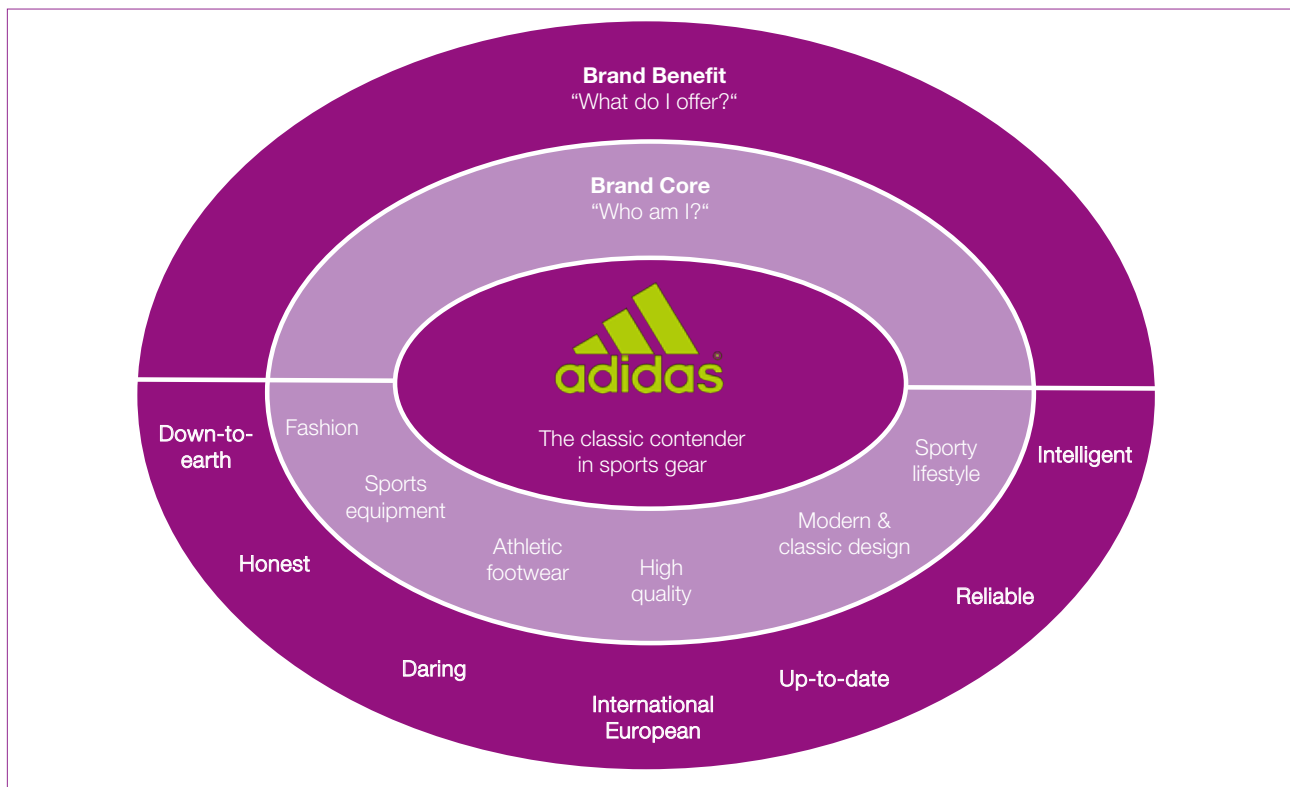 Brand Benefit
“What do I offer?“
Brand Core
“Who am I?“
adidas
The classic contender
in sports gear
Fashion
Sports
equipment
Athletic
footwear
High
quality
Modern &
classic design
Sporty
lifestyle
Down-to-
earth
Honest
Daring
International
European
Up-to-date
Reliable
Intelligent